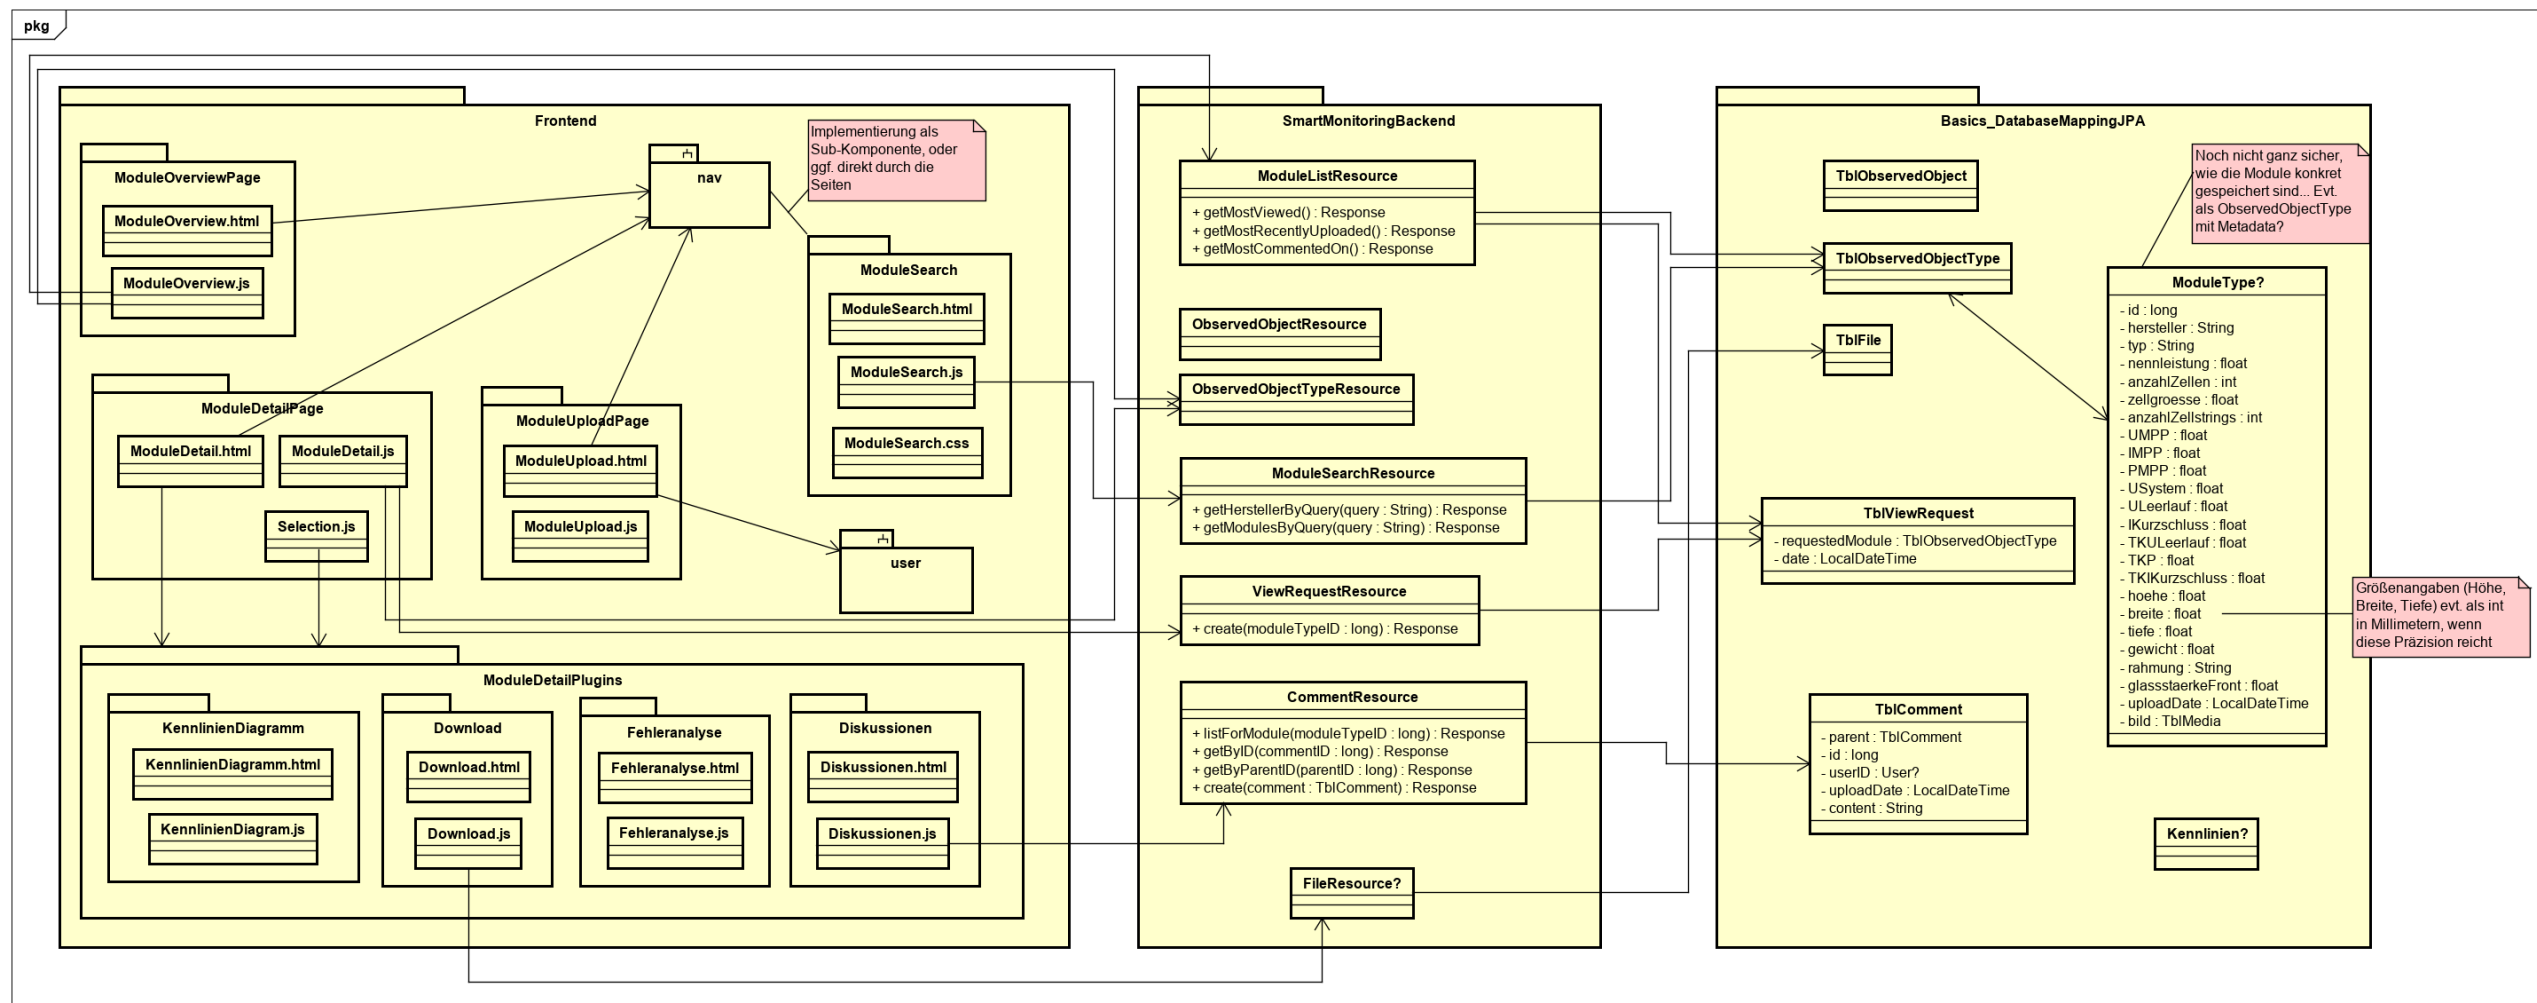 pkg
Frontend
ModuleOverviewPage
ModuleOverview.html
ModuleOverview.js
nav
Implementierung als
Sub-Komponente, oder
ggf. direkt durch die
Seiten
ModuleSearch
ModuleSearch.html
ModuleSearch.js
ModuleSearch.css
ModuleDetailPage
ModuleDetail.html
ModuleDetail.js
Selection.js
ModuleUploadPage
ModuleUpload.html
ModuleUpload.js
user
ModuleDetailPlugins
KennlinienDiagramm
KennlinienDiagramm.html
KennlinienDiagram.js
Download
Download.html
Download.js
Fehleranalyse
Fehleranalyse.html
Fehleranalyse.js
Diskussionen
Diskussionen.html
Diskussionen.js
SmartMonitoringBackend
ModuleListResource
+ getMostViewed() : Response
+ getMostRecentlyUploaded() : Response
+ getMostCommentedOn() : Response
ObservedObjectResource
ObservedObjectTypeResource
ModuleSearchResource
+ getHerstellerByQuery(query : String) : Response
+ getModulesByQuery(query : String) : Response
ViewRequestResource
+ create(moduleTypeID : long) : Response
CommentResource
+ listForModule(moduleTypeID : long) : Response
+ getByID(commentID : long) : Response
+ getByParentID(parentID : long) : Response
+ create(comment : TblComment) : Response
FileResource?
Basics_DatabaseMappingJPA
TblObservedObject
Noch nicht ganz sicher,
wie die Module konkret
gespeichert sind... Evt.
als ObservedObjectType
mit Metadata?
TblObservedObjectType
TblFile
ModuleType?
- id : long
- hersteller : String
- typ : String
- nennleistung : float
- anzahlZellen : int
- zellgroesse : float
- anzahlZellstrings : int
- UMPP : float
- IMPP : float
- PMPP : float
- USystem : float
- ULeerlauf : float
- IKurzschluss : float
- TKULeerlauf : float
- TKP : float
- TKIKurzschluss : float
- hoehe : float
- breite : float
- tiefe : float
- gewicht : float
- rahmung : String
- glassstaerkeFront : float
- uploadDate : LocalDateTime
- bild : TblMedia
Größenangaben (Höhe,
Breite, Tiefe) evt. als int
in Millimetern, wenn
diese Präzision reicht
TblViewRequest
- requestedModule : TblObservedObjectType
- date : LocalDateTime
TblComment
- parent : TblComment
- id : long
- userID : User?
- uploadDate : LocalDateTime
- content : String
Kennlinien?